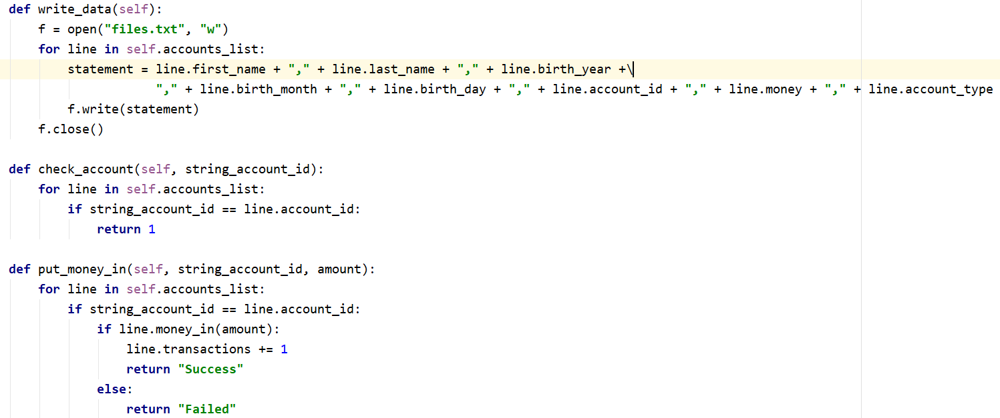 def write_data(self):
    f = open("files.txt", "w")
    for line in self.accounts_list:
        statement = line.first_name + "," + line.last_name + "," + line.birth_year +\
                    "," + line.birth_month + "," + line.birth_day + "," + line.account_id + "," + line.money + "," + line.account_type
        f.write(statement)
    f.close()

def check_account(self, string_account_id):
    for line in self.accounts_list:
        if string_account_id == line.account_id:
            return 1

def put_money_in(self, string_account_id, amount):
    for line in self.accounts_list:
        if string_account_id == line.account_id:
            if line.money_in(amount):
                line.transactions += 1
                return "Success"
            else:
                return "Failed"